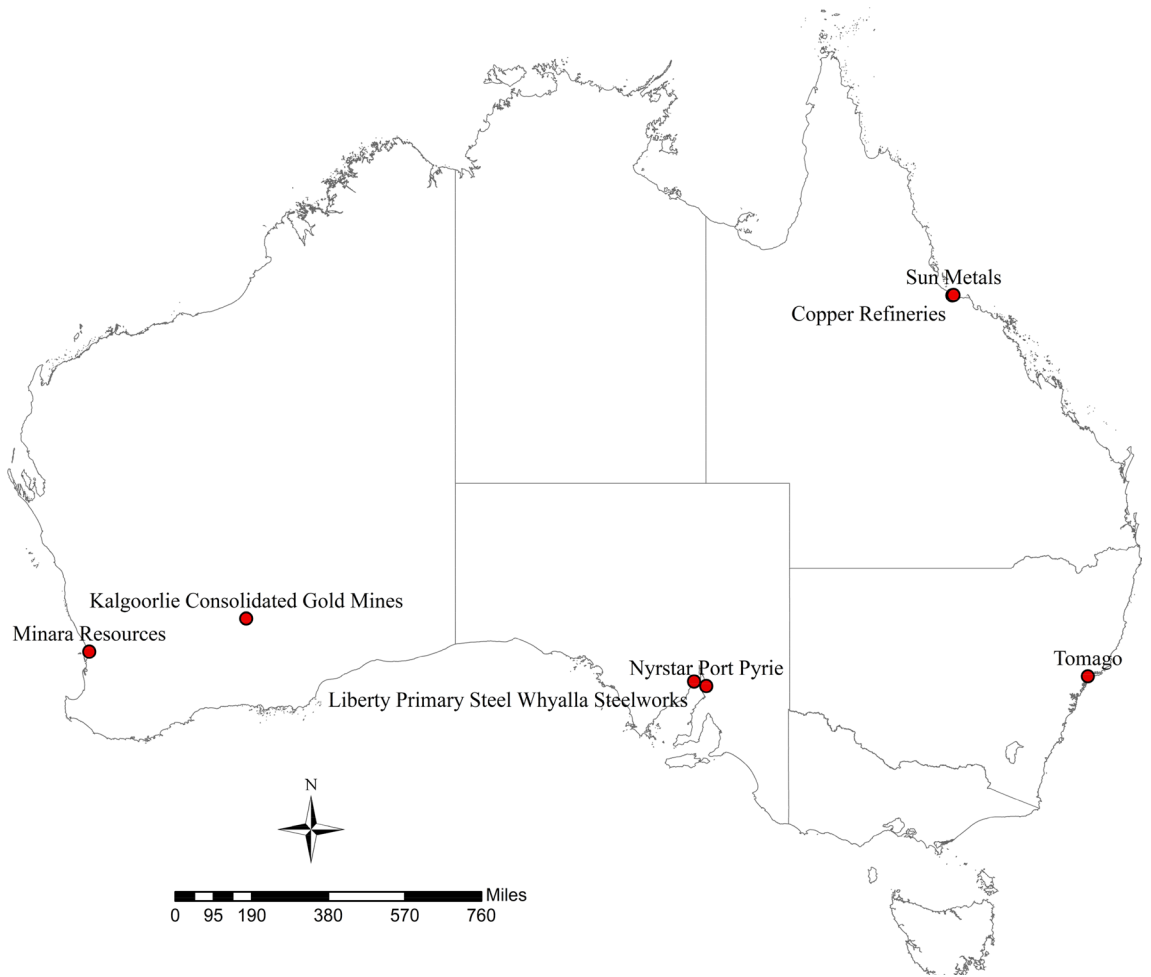 Sun Metals
Copper Refineries
Kalgoorlie Consolidated Gold Mines
Minara Resources
Tomago
Nyrstar Port Pyrie
Liberty Primary Steel Whyalla Steelworks
N
Miles
0 95 190 380 570 760